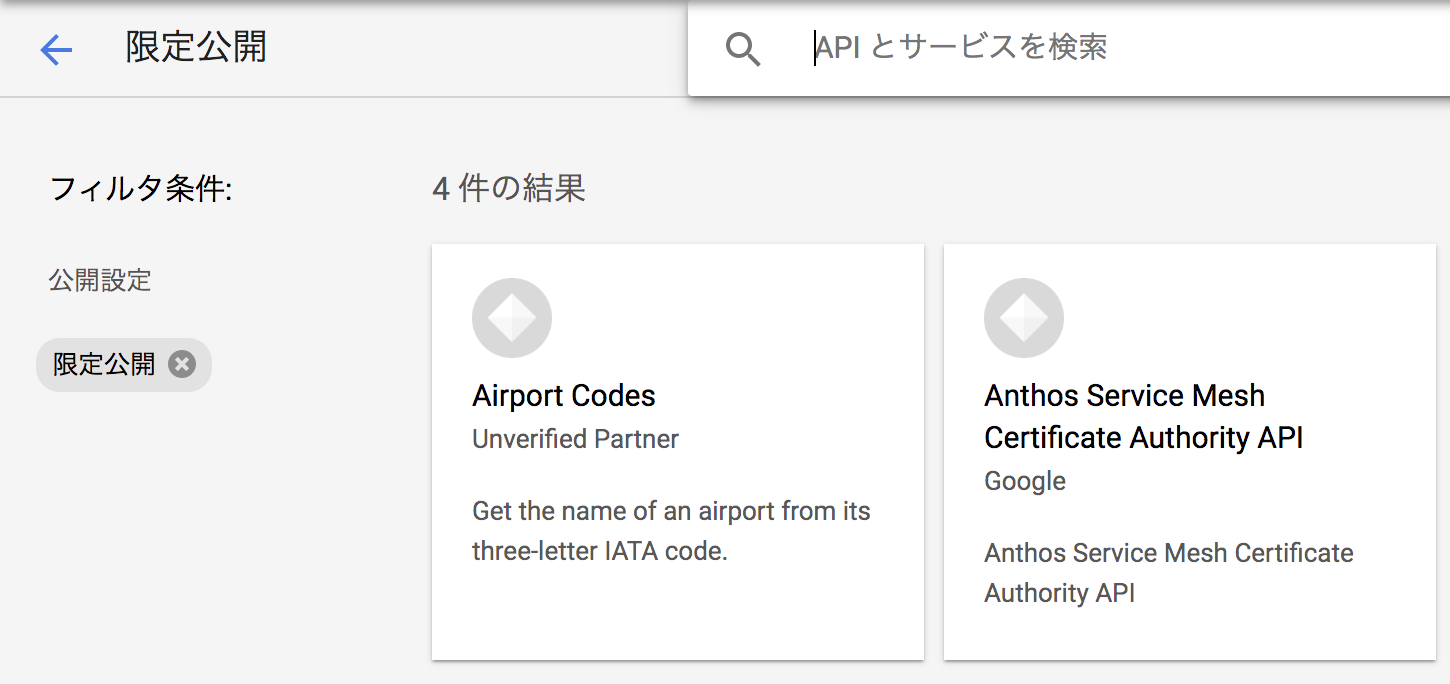 限定公開
API とサービスを検索
フィルタ条件:
公開設定
限定公開
4 件の結果
Airport Codes
Unverified Partner
Get the name of an airport from its
three-letter IATA code.
Anthos Service Mesh
Certificate Authority API
Google
Anthos Service Mesh Certificate
Authority API